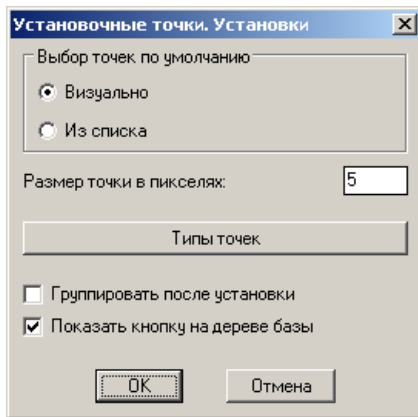 Установочные точки. Установки
Выбор точек по умолчанию
Визуально
Из списка
Размер точки в пикселях: 5
Типы точек
Группировать после установки
Показать кнопку на дереве базы
OK Отмена